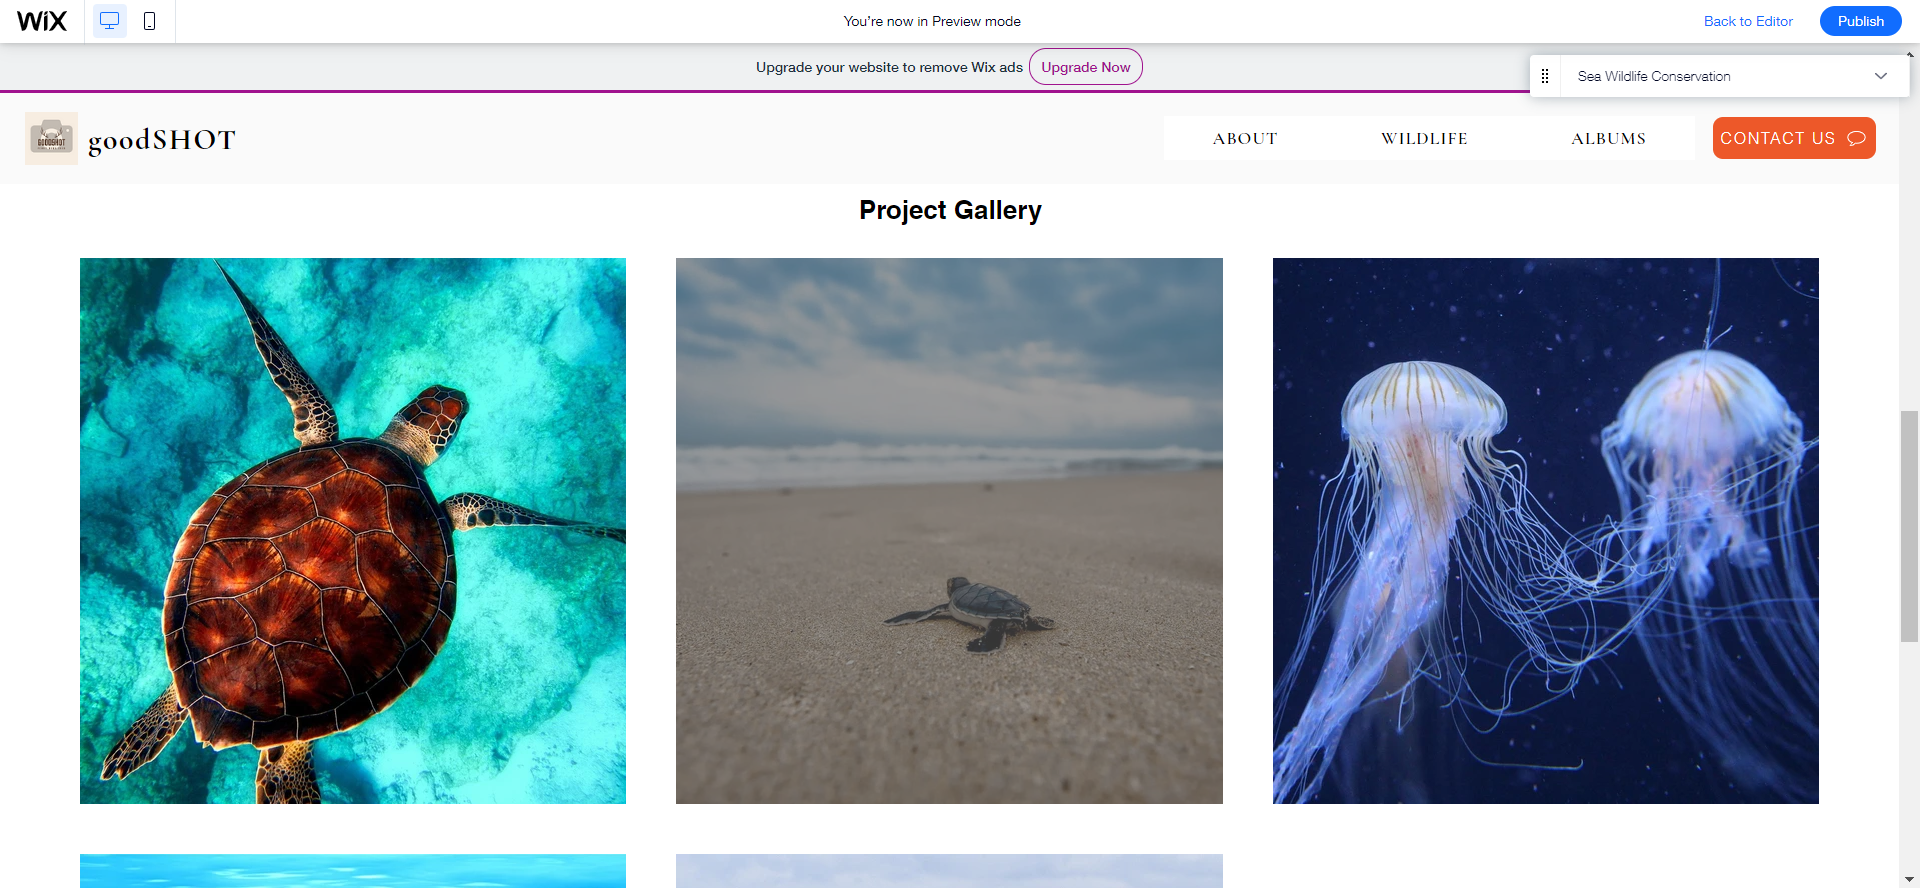 WiX
You're now in Preview mode
Back to Editor
Publish
Upgrade your website to remove Wix ads
Upgrade Now
Sea Wildlife Conservation
GOODSHOT
goodSHOT
ABOUT
WILDLIFE
ALBUMS
CONTACT US
Project Gallery